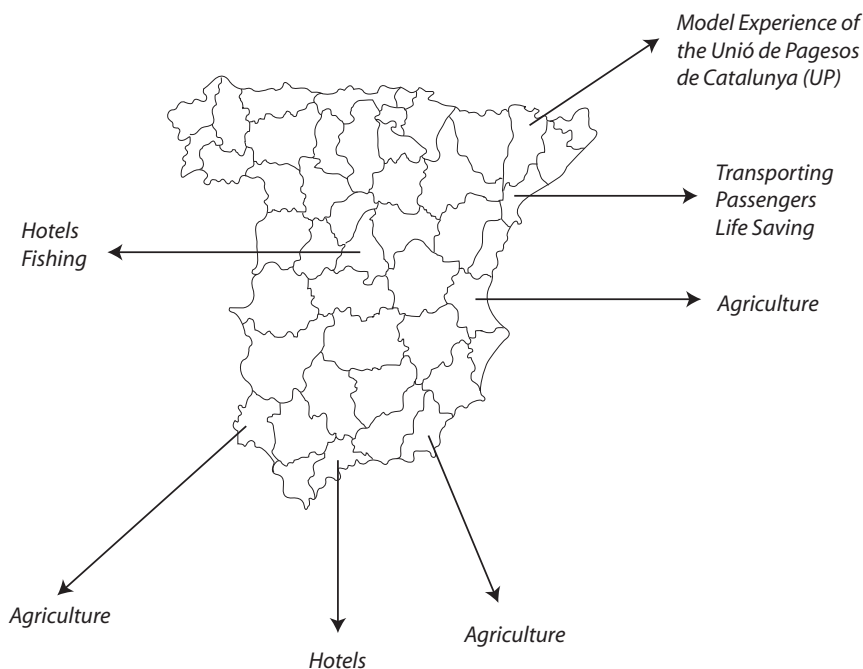 Model Experience of
the Unió de Pagesos
de Catalunya (UP)
Transporting
Passengers
Life Saving
Hotels
Fishing
Agriculture
Agriculture
Agriculture
Hotels